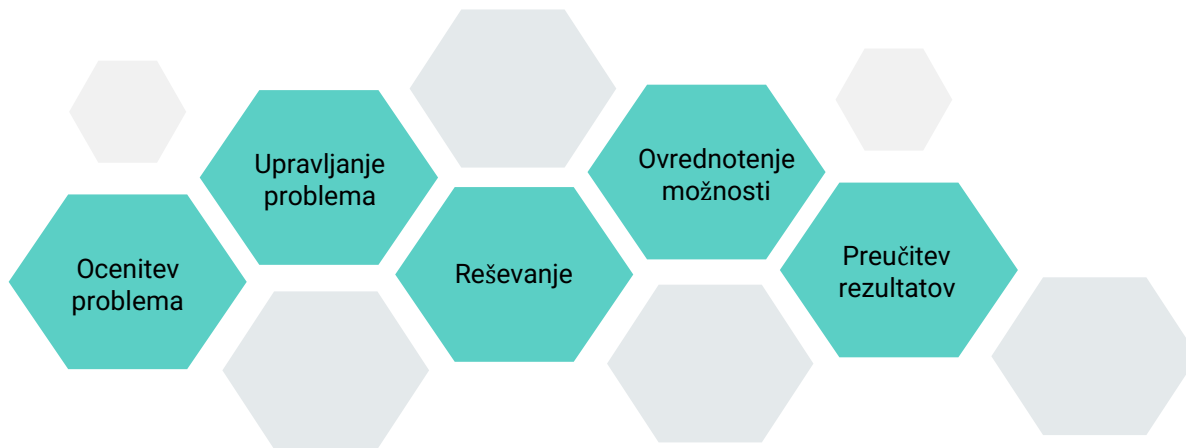 Ocenitev
problema
Upravljanje
problema
Reševanje
Ovrednotenje
možnosti
Preučitev
rezultatov